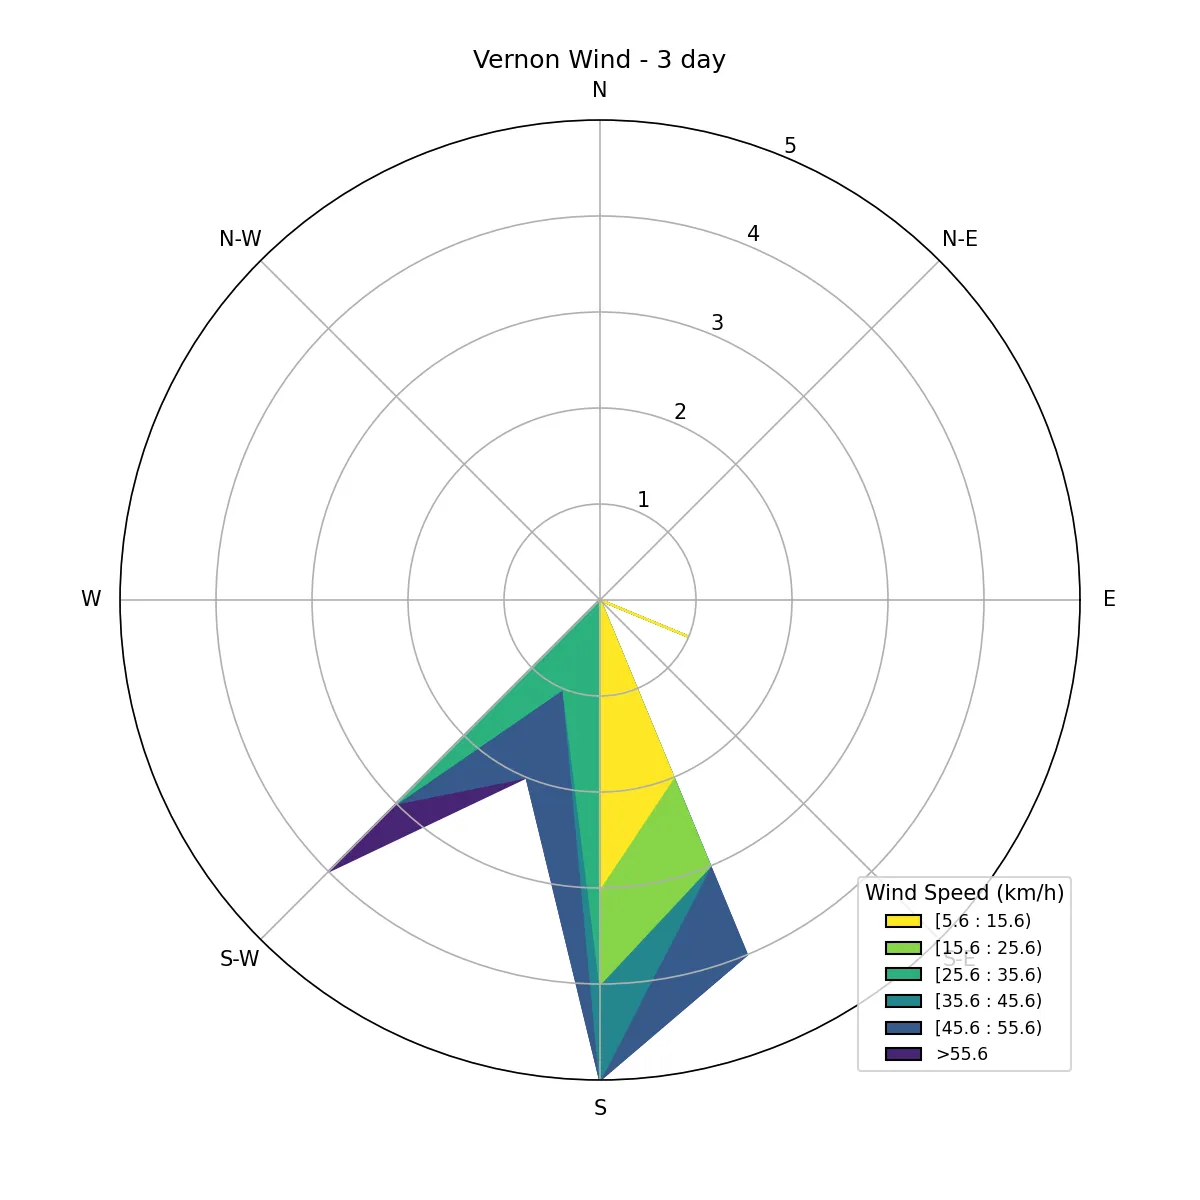 Vernon Wind - 3 day
N
5
N-W
N-E
4
3
2
1
W
E
Wind Speed (km/h)
[5.6 : 15.6)
[15.6 : 25.6)
S-W
S-E
[25.6 : 35.6)
[35.6 : 45.6)
[45.6 : 55.6)
>55.6
S